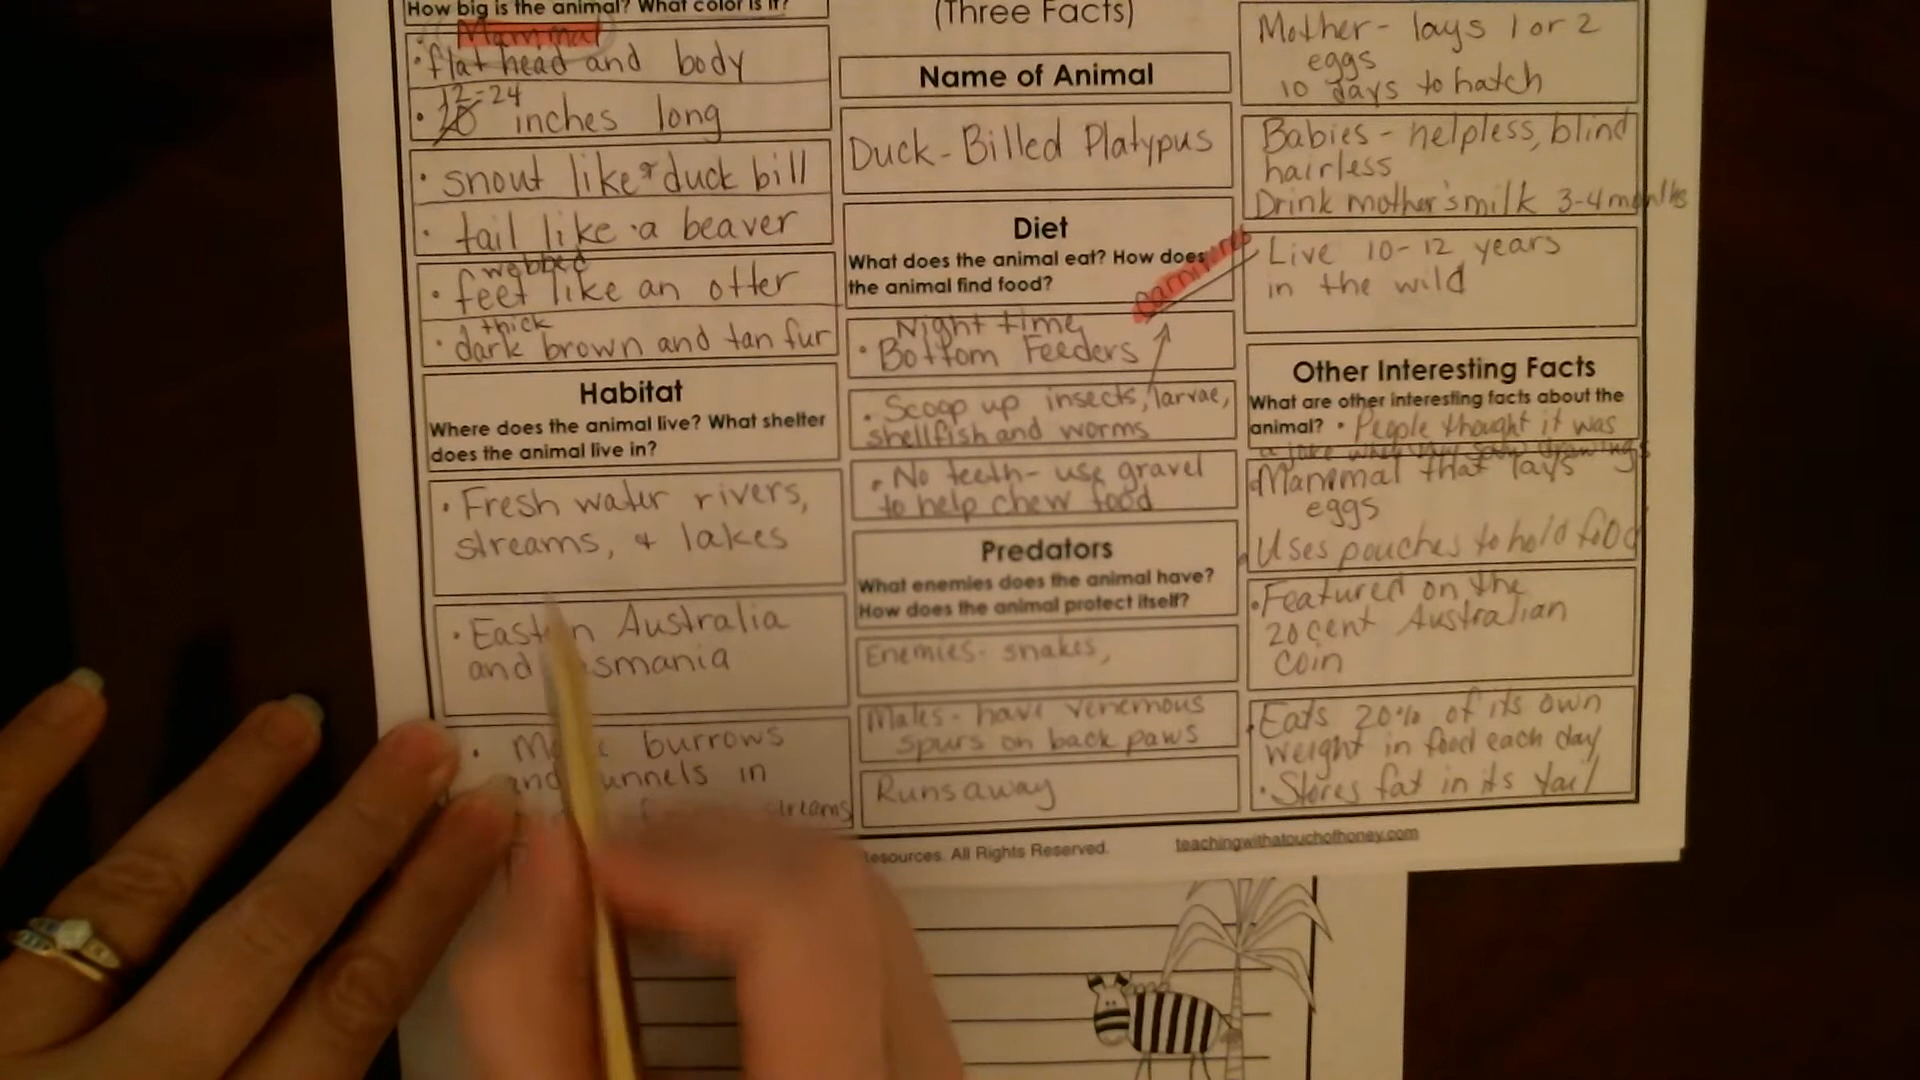 How big is the animal? What color is it?
Mammal
• flat head and body
12-24
• inches long
• snout like a duck bill
• tail like a beaver
webbed
• feet like an otter
thick
• dark brown and tan fur
Habitat
Where does the animal live? What shelter
does the animal live in?
• Fresh water rivers,
streams, + lakes
• Australia
and
• burrows
in
streams
(Three Facts)
Name of Animal
Duck-Billed Platypus
Diet
What does the animal eat? How does
the animal find food?
carnivores
Night time
• Bottom Feeders
• Scoop up insects, larvae,
shellfish and worms
• No teeth- use gravel
to help chew food
Predators
What enemies does the animal have?
How does the animal protect itself?
Enemies- snakes,
Males- have venemous
spurs on back paws
Runs away
Mother- lays 1 or 2
eggs
10 days to hatch
Babies - helpless, blind
hairless
Drink mother's milk 3-4 months
Live 10-12 years
in the wild
Other Interesting Facts
What are other interesting facts about the
animal? • People thought it was
a joke when they saw drawings
Mammal that lays
eggs
Uses pouches to hold food
• Featured on the
20 cent Australian
coin
• Eats 20% of its own
weight in food each day
• Stores fat in its tail
Resources. All Rights Reserved.
teachingwithatouchofhoney.com